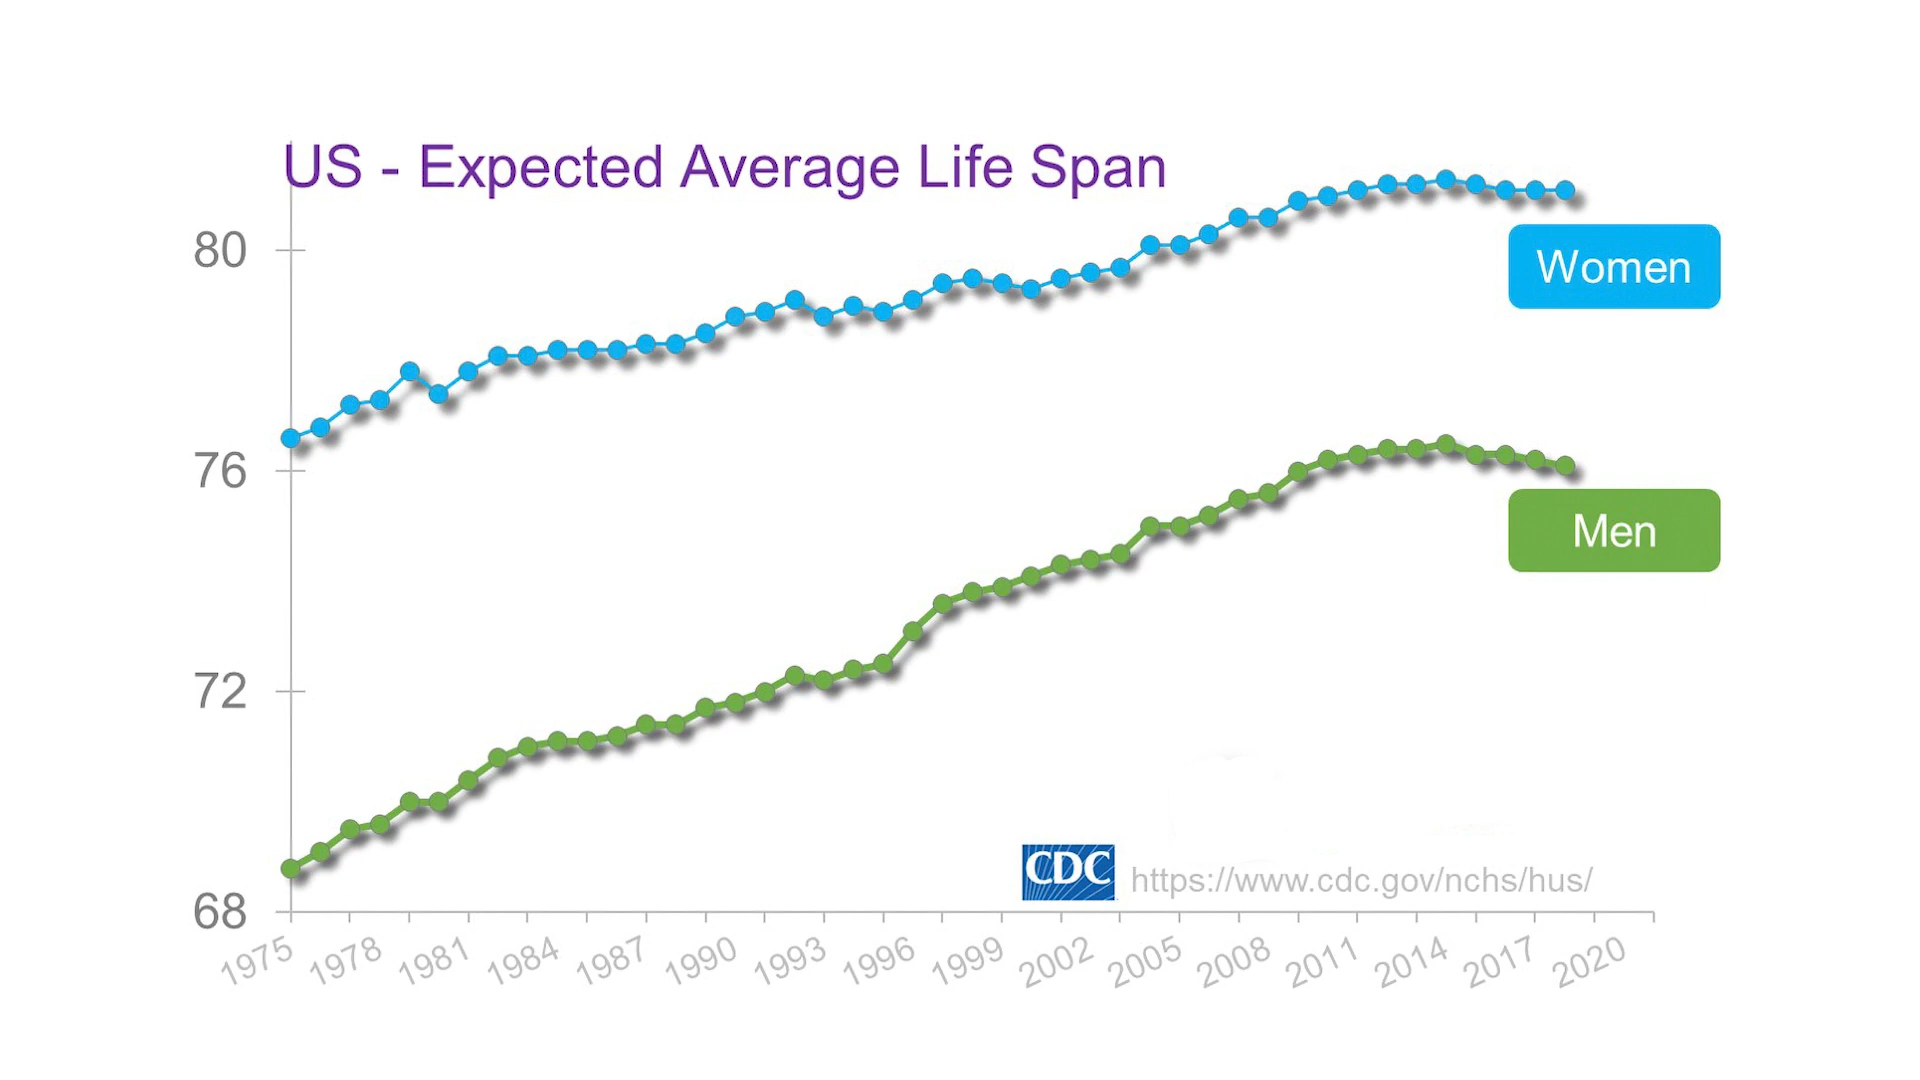 US - Expected Average Life Span
80
Women
76
Men
72
CDC
https://www.cdc.gov/nchs/hus/
68
1975 1978 1981 1984 1987 1990 1993 1996 1999 2002 2005 2008 2011 2014 2017 2020